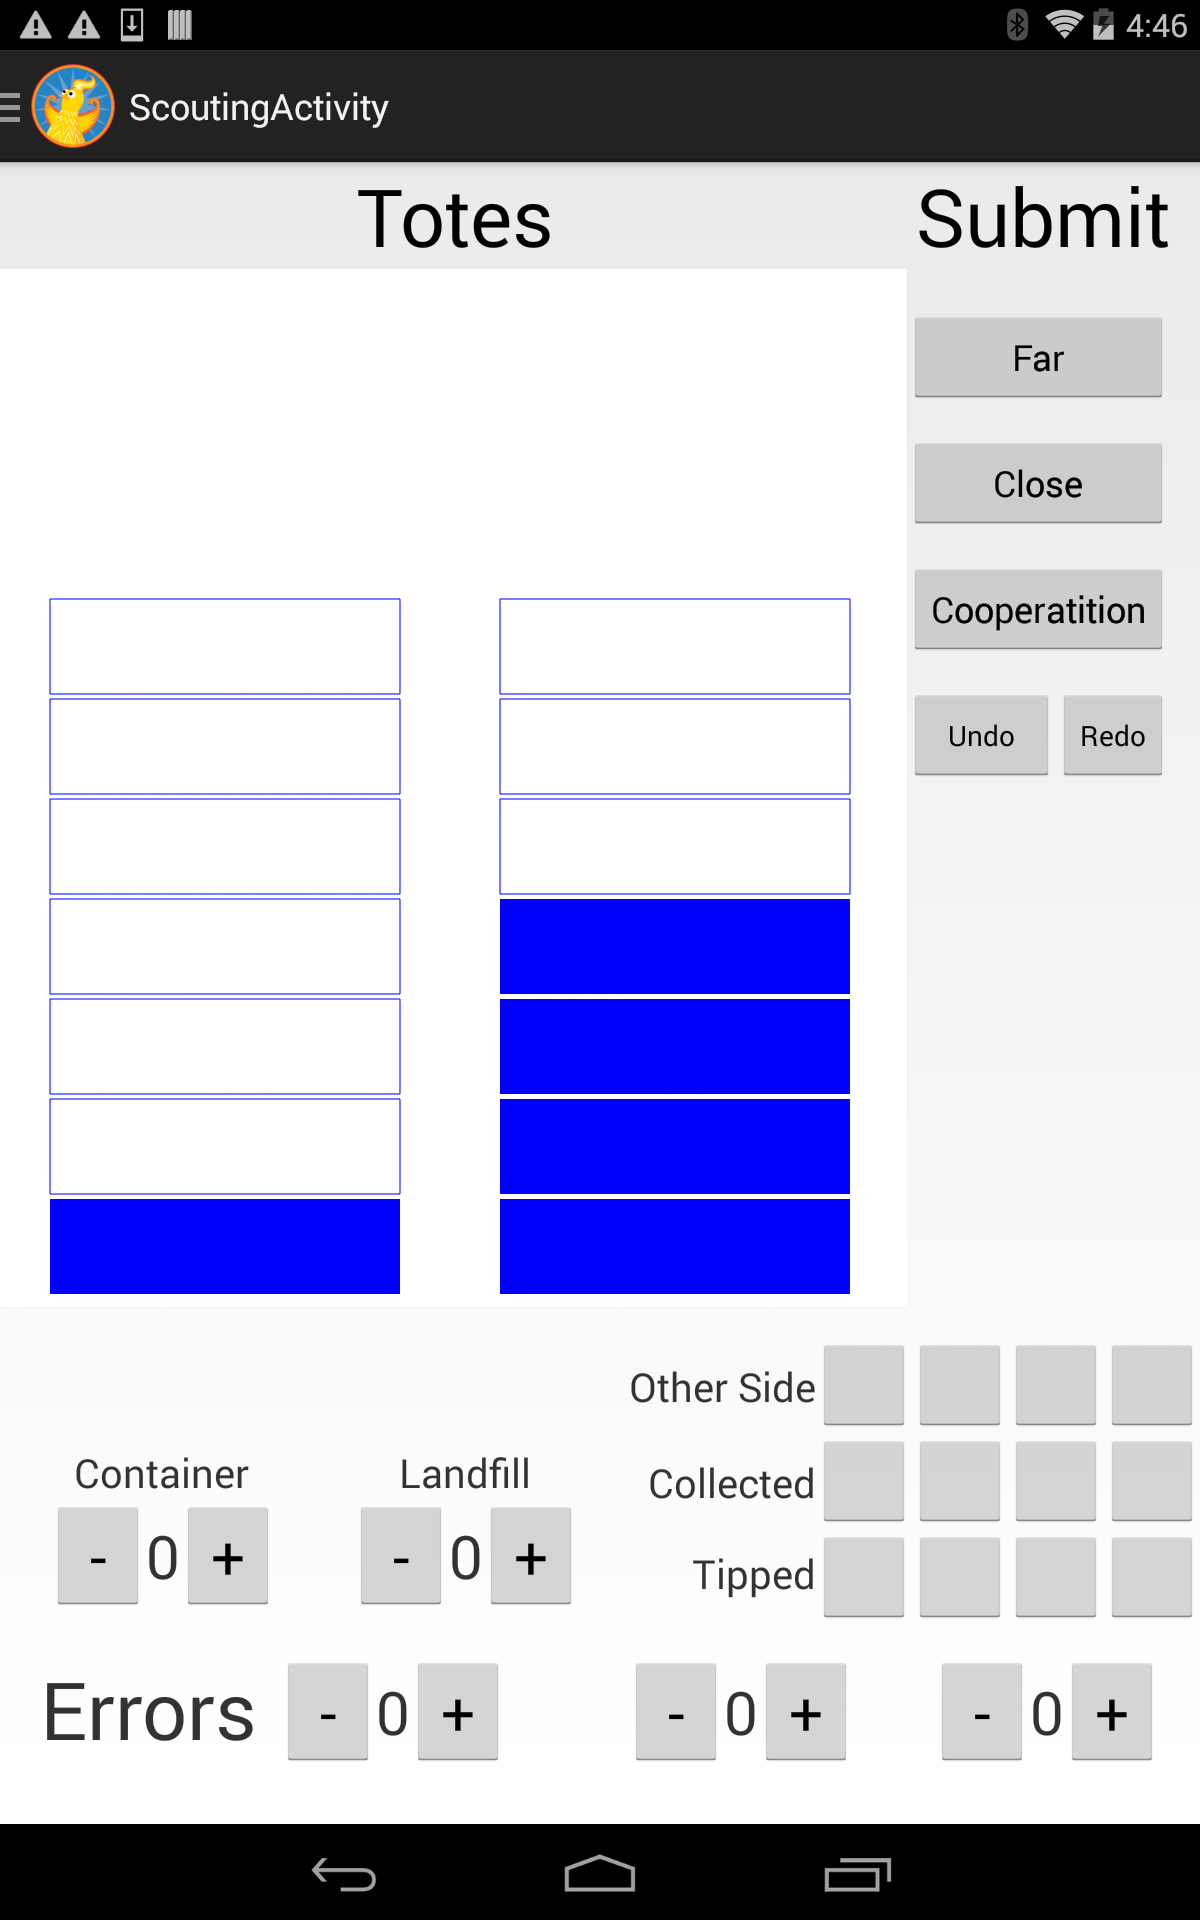 4:46
ScoutingActivity
Totes
Submit
Far
Close
Cooperatition
Undo Redo
Other Side
Container Landfill
Collected
- 0 + - 0 +
Tipped
Errors - 0 + - 0 + - 0 +